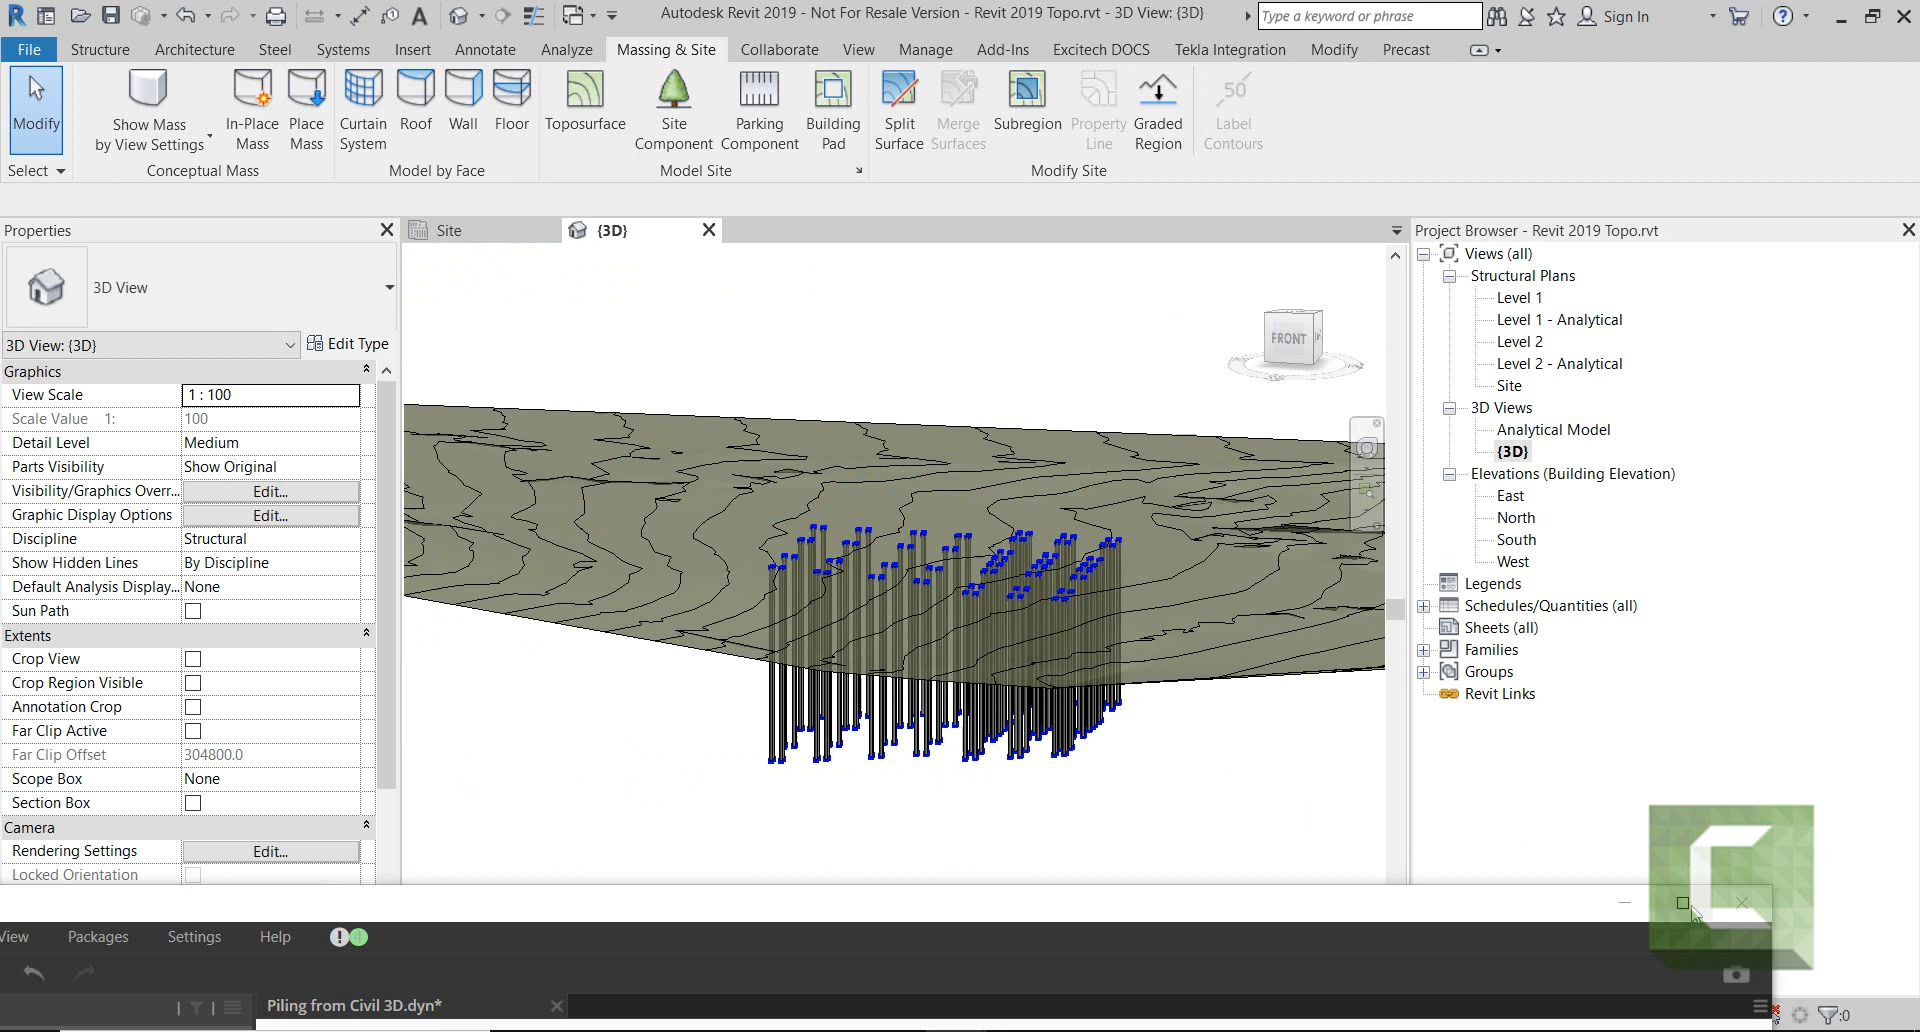 Autodesk Revit 2019 - Not For Resale Version - Revit 2019 Topo.rvt - 3D View: {3D}
Type a keyword or phrase
Sign In
File Structure Architecture Steel Systems Insert Annotate Analyze Massing & Site Collaborate View Manage Add-Ins Excitech DOCS Tekla Integration Modify Precast
Modify
Show Mass
by View Settings
In-Place
Mass
Place
Mass
Curtain
System
Roof
Wall
Floor
Toposurface
Site
Component
Parking
Component
Building
Pad
Split
Surface
Merge
Surfaces
Subregion
Property
Line
Graded
Region
50
Label
Contours
Select
Conceptual Mass
Model by Face
Model Site
Modify Site
Properties
3D View
3D View: {3D}
Edit Type
Graphics
View Scale 1 : 100
Scale Value 1: 100
Detail Level Medium
Parts Visibility Show Original
Visibility/Graphics Overr... Edit...
Graphic Display Options Edit...
Discipline Structural
Show Hidden Lines By Discipline
Default Analysis Display... None
Sun Path
Extents
Crop View
Crop Region Visible
Annotation Crop
Far Clip Active
Far Clip Offset 304800.0
Scope Box None
Section Box
Camera
Rendering Settings Edit...
Locked Orientation
Site
{3D}
FRONT
Project Browser - Revit 2019 Topo.rvt
Views (all)
Structural Plans
Level 1
Level 1 - Analytical
Level 2
Level 2 - Analytical
Site
3D Views
Analytical Model
{3D}
Elevations (Building Elevation)
East
North
South
West
Legends
Schedules/Quantities (all)
Sheets (all)
Families
Groups
Revit Links
View Packages Settings Help
Piling from Civil 3D.dyn*
:0